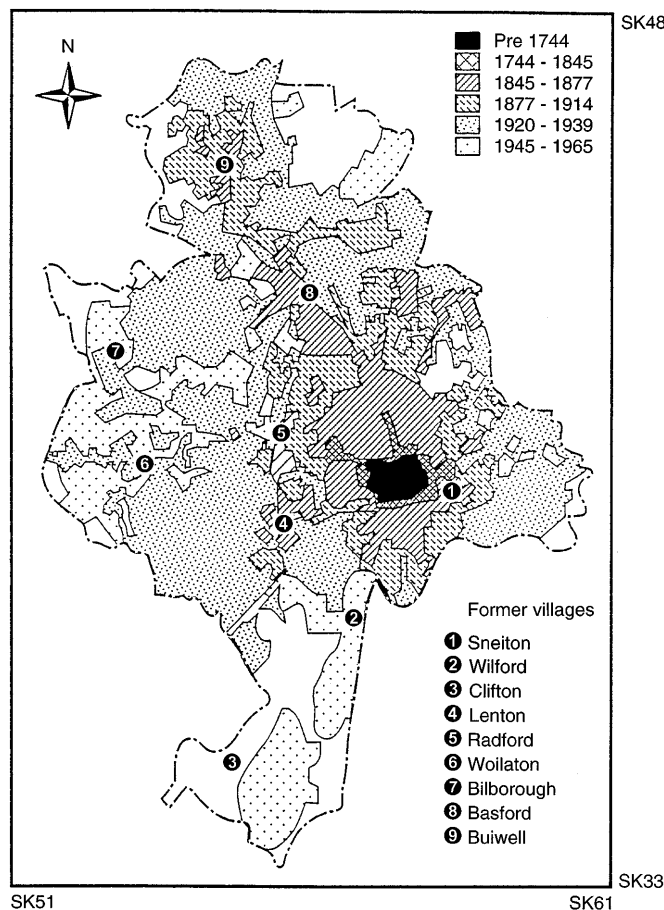 SK48
N
Pre 1744
1744 - 1845
1845 - 1877
1877 - 1914
1920 - 1939
1945 - 1965
9
8
7
5
6
1
4
2
3
Former villages
1 Sneiton
2 Wilford
3 Clifton
4 Lenton
5 Radford
6 Woilaton
7 Bilborough
8 Basford
9 Buiwell
SK33
SK51
SK61